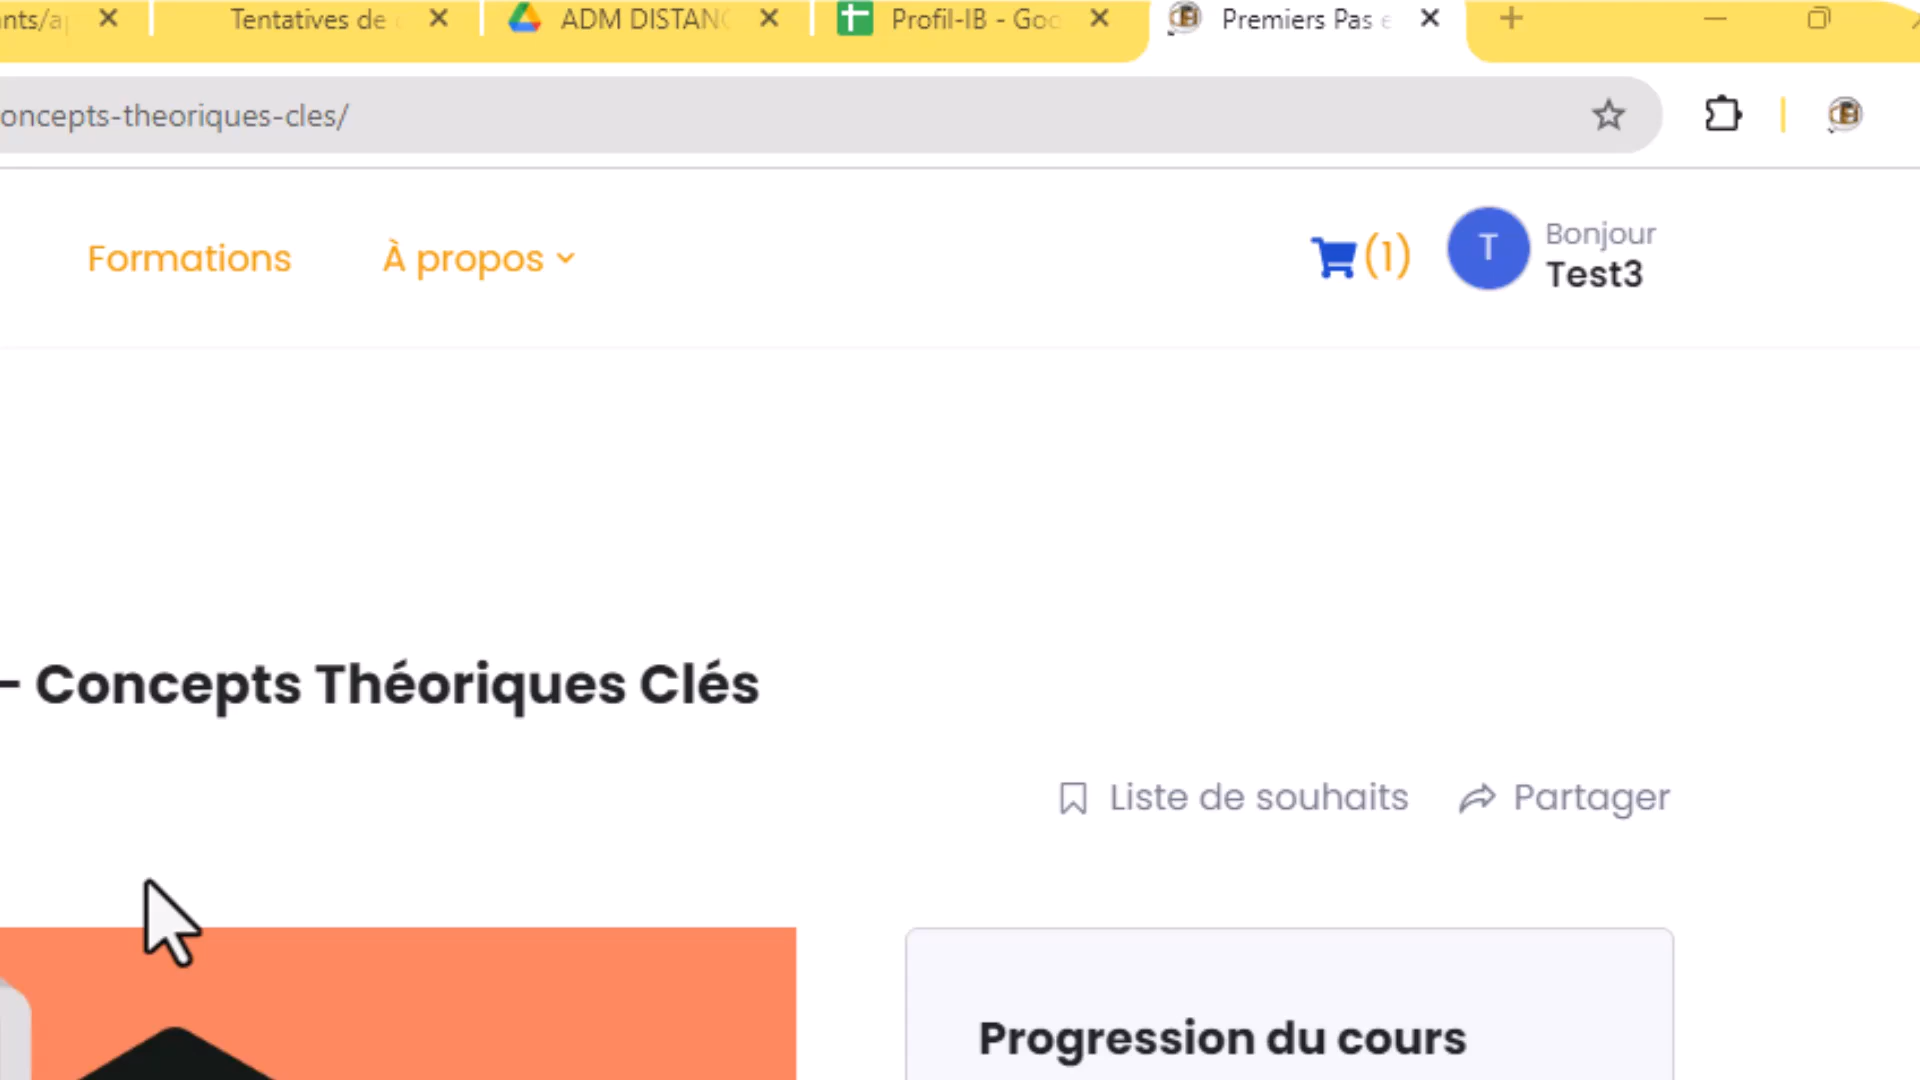 nts/a
Tentatives de
ADM DISTANC
Profil-IB - Goo
Premiers Pas e
oncepts-theoriques-cles/
Formations
À propos
(1)
T
Bonjour
Test3
- Concepts Théoriques Clés
Liste de souhaits
Partager
Progression du cours